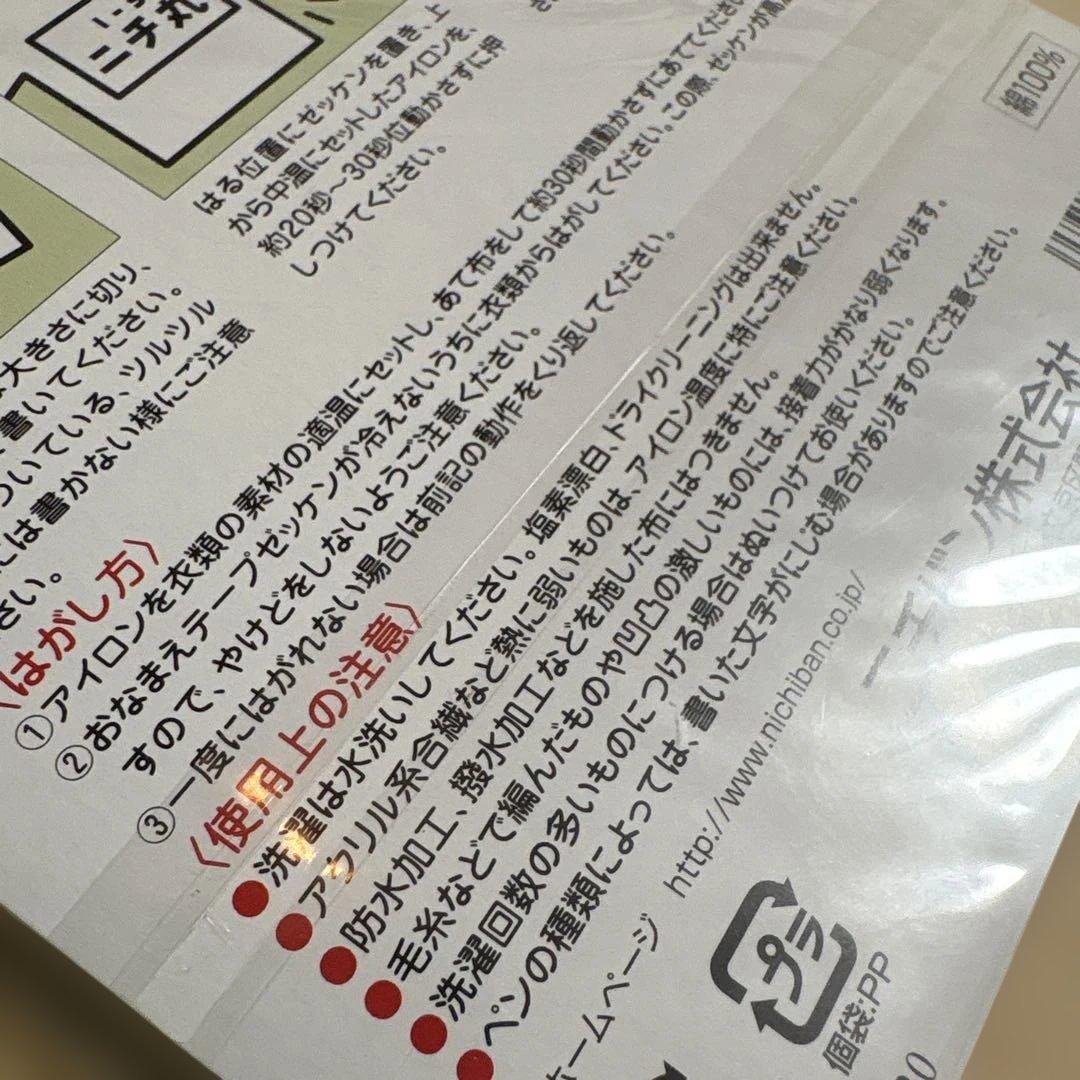 ニチ丸
はる位置にゼッケンを置き、上
から中温にセットしたアイロンを、
約20秒〜30秒位動かさずに押
しつけてください。
大きさに切り、
書いてください。
ついている、ツルツル
には書かない様にご注意
さい。
〈はがし方〉
①アイロンを衣類の素材の適温にセットし、あて布をして約30秒間動かさずにあててくださ
②おなまえテープゼッケンが冷えないうちに衣類からはがしてください。この際、ゼッケンが高
すので、やけどをしないようご注意ください。
③一度にはがれない場合は前記の動作をくり返してください。
〈使用上の注意〉
●洗濯は水洗いしてください。塩素漂白、ドライクリーニングは出来ません。
●アクリル系合繊など熱に弱いものは、アイロン温度に特にご注意ください。
●防水加工、撥水加工などを施した布にはつきません。
●毛糸などで編んだものや凹凸の激しいものには、接着力がかなり弱くなります。
●洗濯回数の多いものにつける場合はぬいつけてお使いください。
●ペンの種類によっては、書いた文字がにじむ場合がありますのでご注意ください。
ホームページ http://www.nichiban.co.jp/
株式会社
綿100%
プラ
個袋:PP